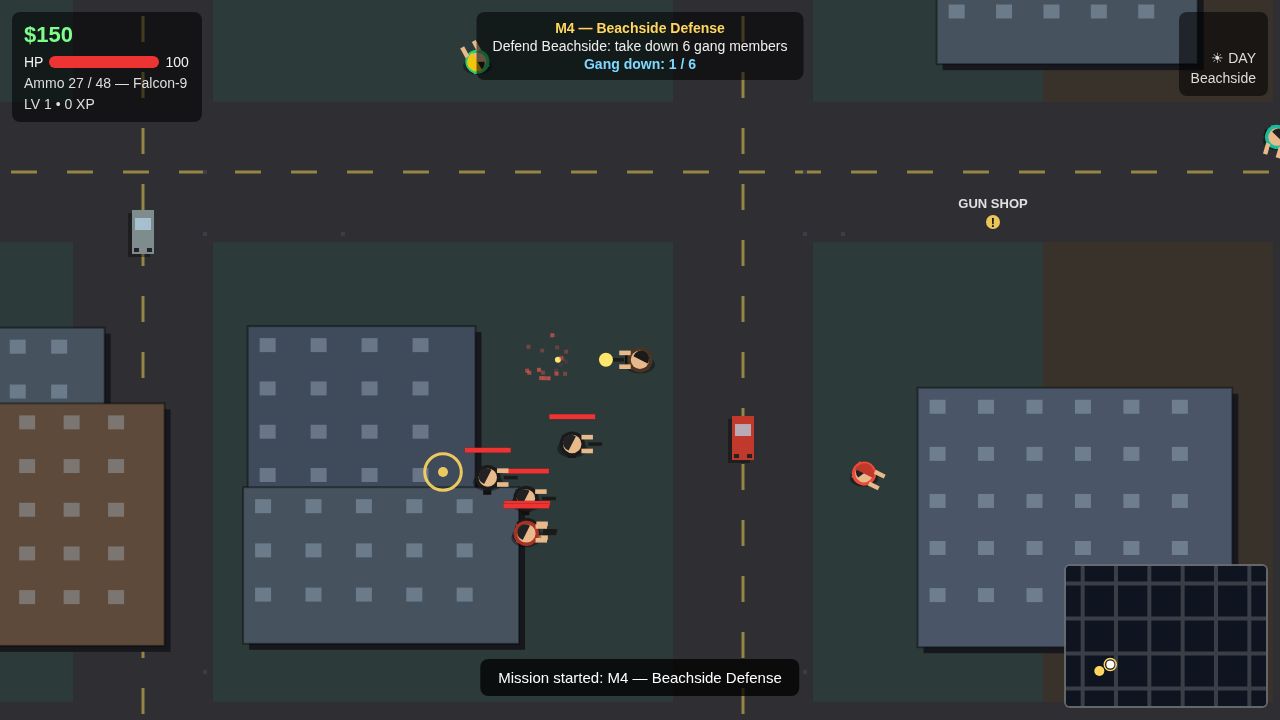 $150
HP 100
Ammo 27 / 48 — Falcon-9
LV 1 • 0 XP
M4 — Beachside Defense
Defend Beachside: take down 6 gang members
Gang down: 1 / 6
☀ DAY
Beachside
GUN SHOP
!
Mission started: M4 — Beachside Defense